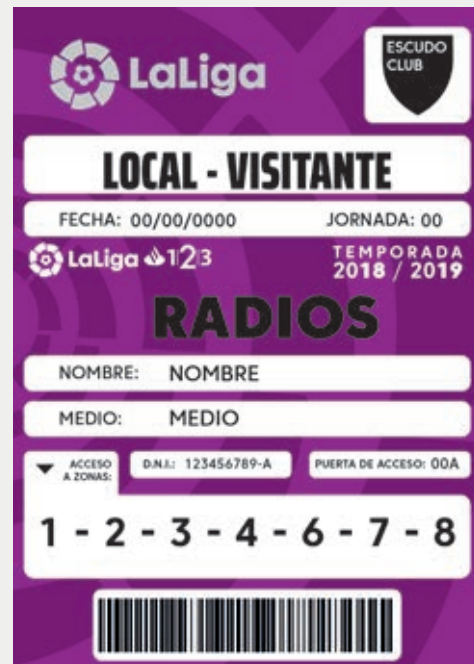 LaLiga
ESCUDO
CLUB
LOCAL - VISITANTE
FECHA: 00/00/0000 JORNADA: 00
LaLiga 1|2|3
TEMPORADA
2018 / 2019
RADIOS
NOMBRE: NOMBRE
MEDIO: MEDIO
ACCESO
A ZONAS:
D.N.I.: 123456789-A
PUERTA DE ACCESO: 00A
1 - 2 - 3 - 4 - 6 - 7 - 8